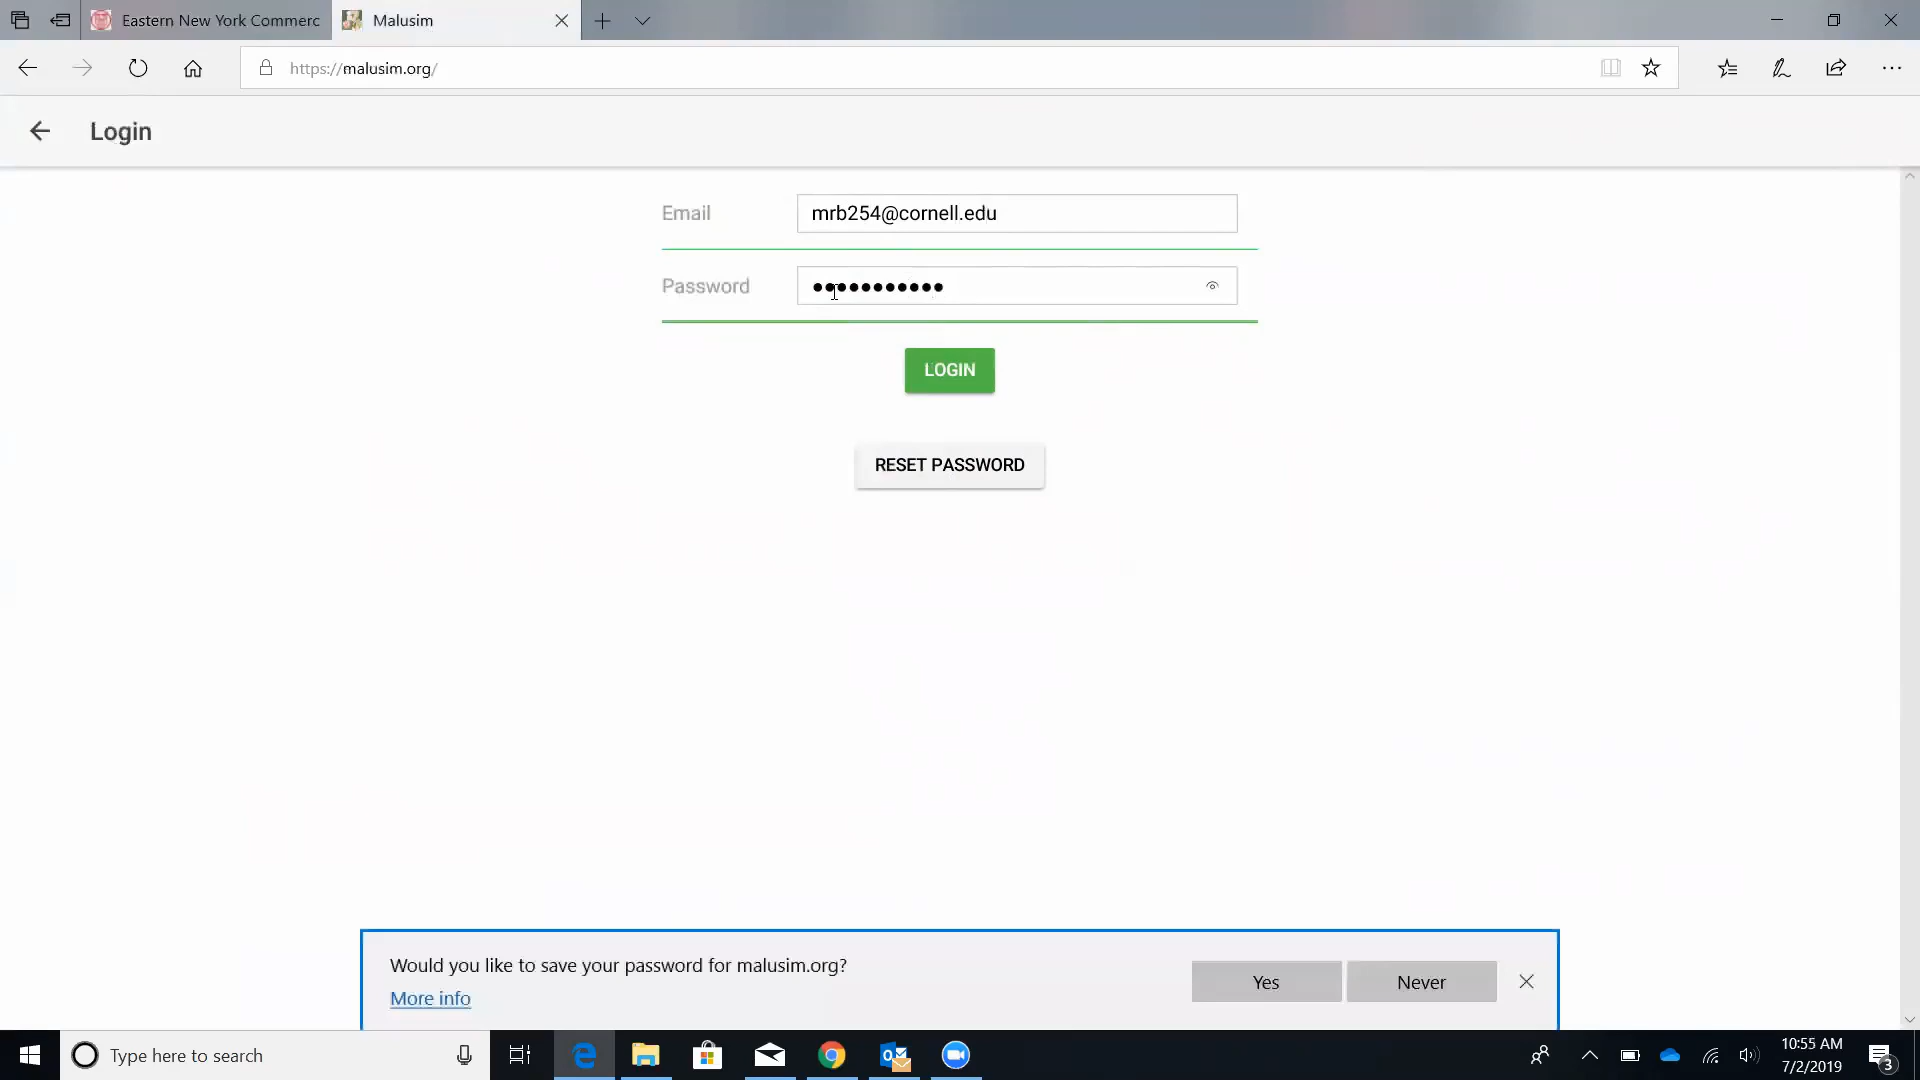 Eastern New York Commerc
Malusim
https://malusim.org/
Login
Email
mrb254@cornell.edu
Password
LOGIN
RESET PASSWORD
Would you like to save your password for malusim.org?
More info
Yes
Never
Type here to search
10:55 AM
7/2/2019
3